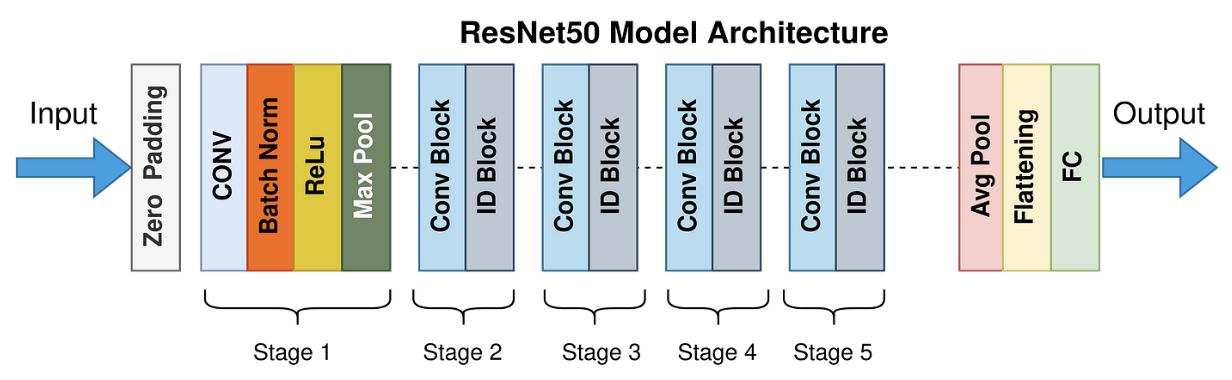 ResNet50 Model Architecture
Input
Zero Padding
CONV
Batch Norm
ReLu
Max Pool
Conv Block
ID Block
Conv Block
ID Block
Conv Block
ID Block
Conv Block
ID Block
Avg Pool
Flattening
FC
Output
Stage 1
Stage 2
Stage 3
Stage 4
Stage 5